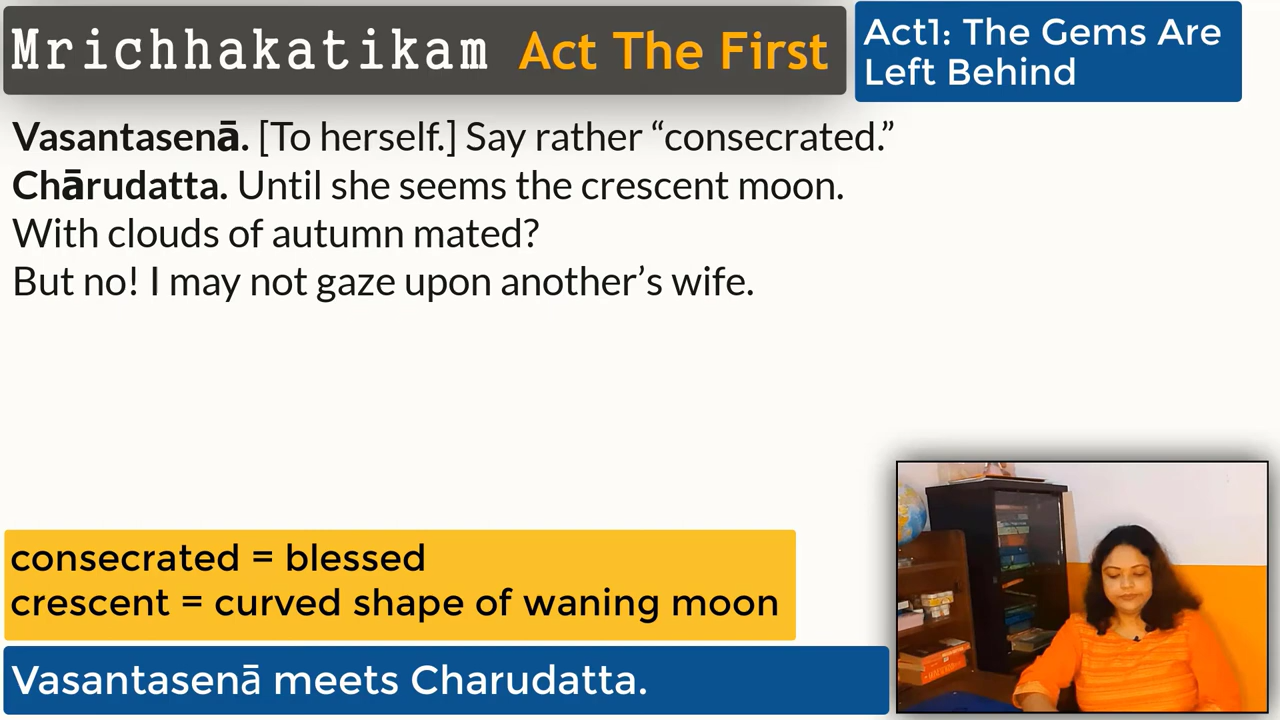 Mrichhakatikam Act The First
Act1: The Gems Are
Left Behind
Vasantasenā. [To herself.] Say rather “consecrated.”
Chārudatta. Until she seems the crescent moon.
With clouds of autumn mated?
But no! I may not gaze upon another’s wife.
consecrated = blessed
crescent = curved shape of waning moon
Vasantasenā meets Charudatta.